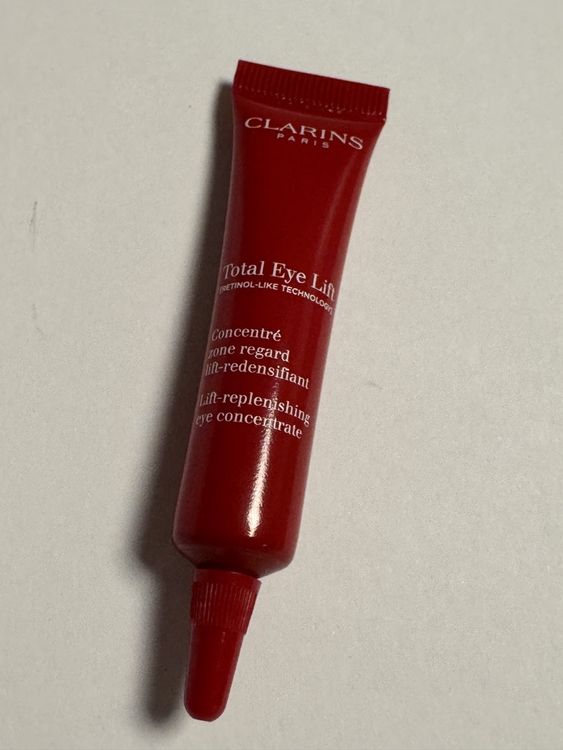 CLARINS
PARIS
Total Eye Lift
[RETINOL-LIKE TECHNOLOGY]
Concentré
zone regard
lift-redensifiant
Lift-replenishing
eye concentrate